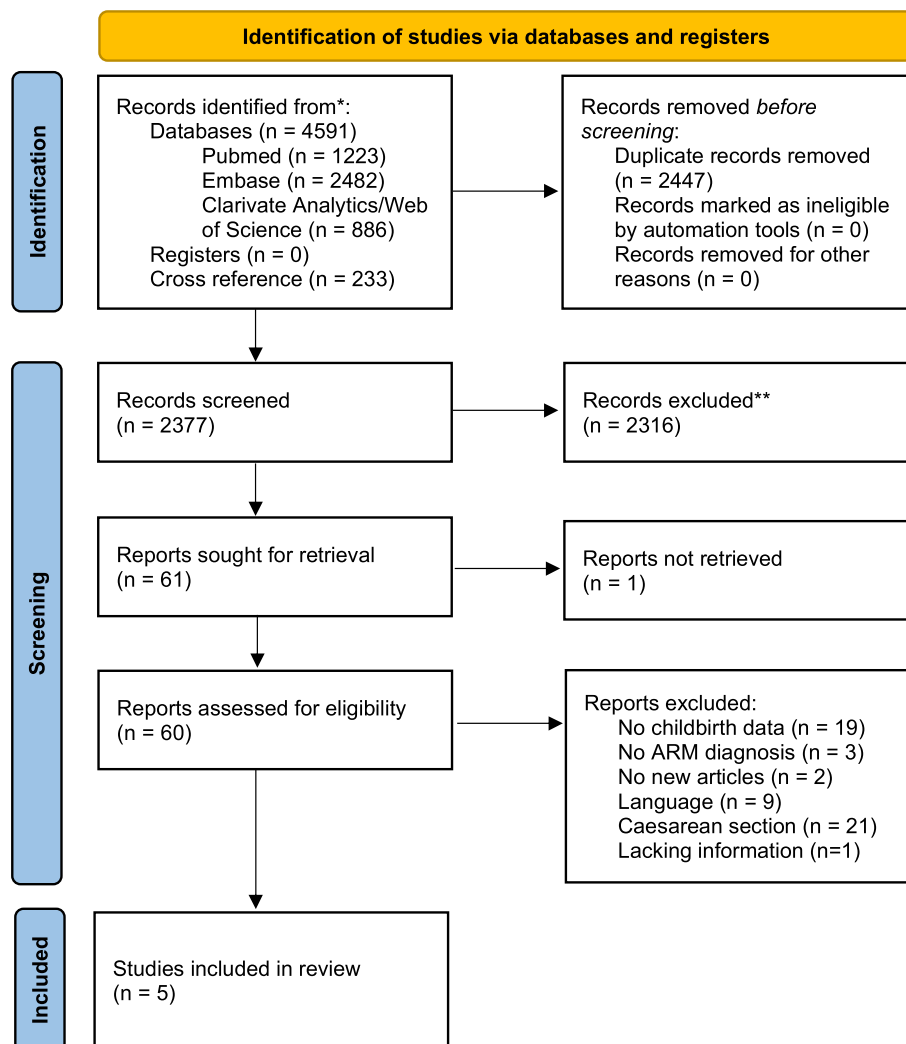 Identification of studies via databases and registers
Identification
Records identified from*:
Databases (n = 4591)
Pubmed (n = 1223)
Embase (n = 2482)
Clarivate Analytics/Web
of Science (n = 886)
Registers (n = 0)
Cross reference (n = 233)
Records removed before
screening:
Duplicate records removed
(n = 2447)
Records marked as ineligible
by automation tools (n = 0)
Records removed for other
reasons (n = 0)
Screening
Records screened
(n = 2377)
Records excluded**
(n = 2316)
Reports sought for retrieval
(n = 61)
Reports not retrieved
(n = 1)
Reports assessed for eligibility
(n = 60)
Reports excluded:
No childbirth data (n = 19)
No ARM diagnosis (n = 3)
No new articles (n = 2)
Language (n = 9)
Caesarean section (n = 21)
Lacking information (n=1)
Included
Studies included in review
(n = 5)